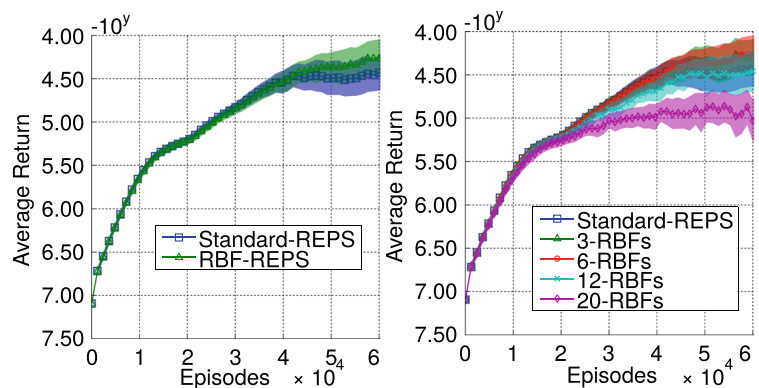 -10^y
4.00
4.50
5.00
5.50
6.00
6.50
7.00
7.50
Average Return
Standard-REPS
RBF-REPS
0 1 2 3 4 5 6
Episodes × 10^4
-10^y
4.00
4.50
5.00
5.50
6.00
6.50
7.00
7.50
Average Return
Standard-REPS
3-RBFs
6-RBFs
12-RBFs
20-RBFs
0 1 2 3 4 5 6
Episodes × 10^4